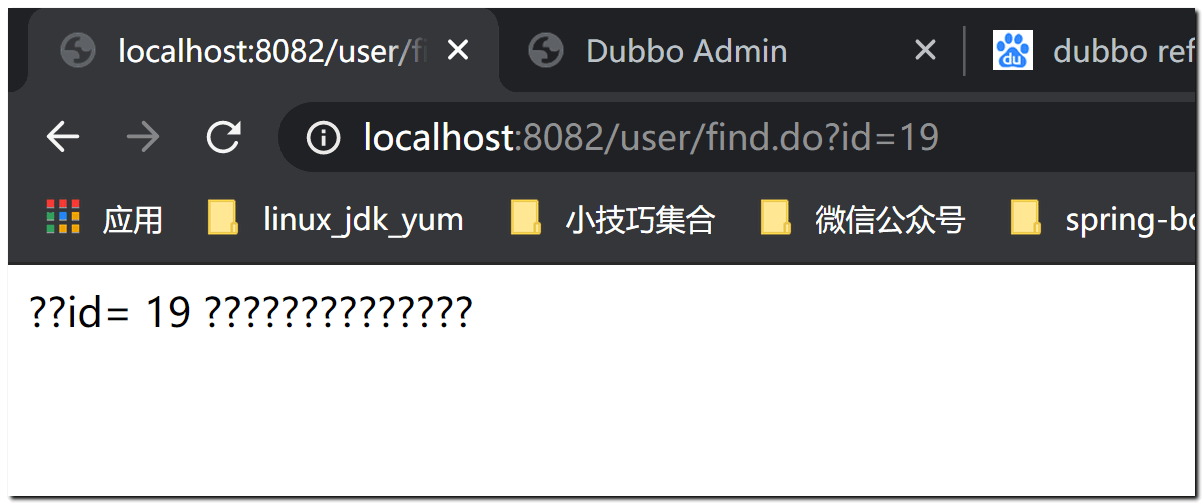 localhost:8082/user/fi
Dubbo Admin
du
dubbo ref
localhost:8082/user/find.do?id=19
应用
linux_jdk_yum
小技巧集合
微信公众号
spring-bo
??id= 19 ??????????????